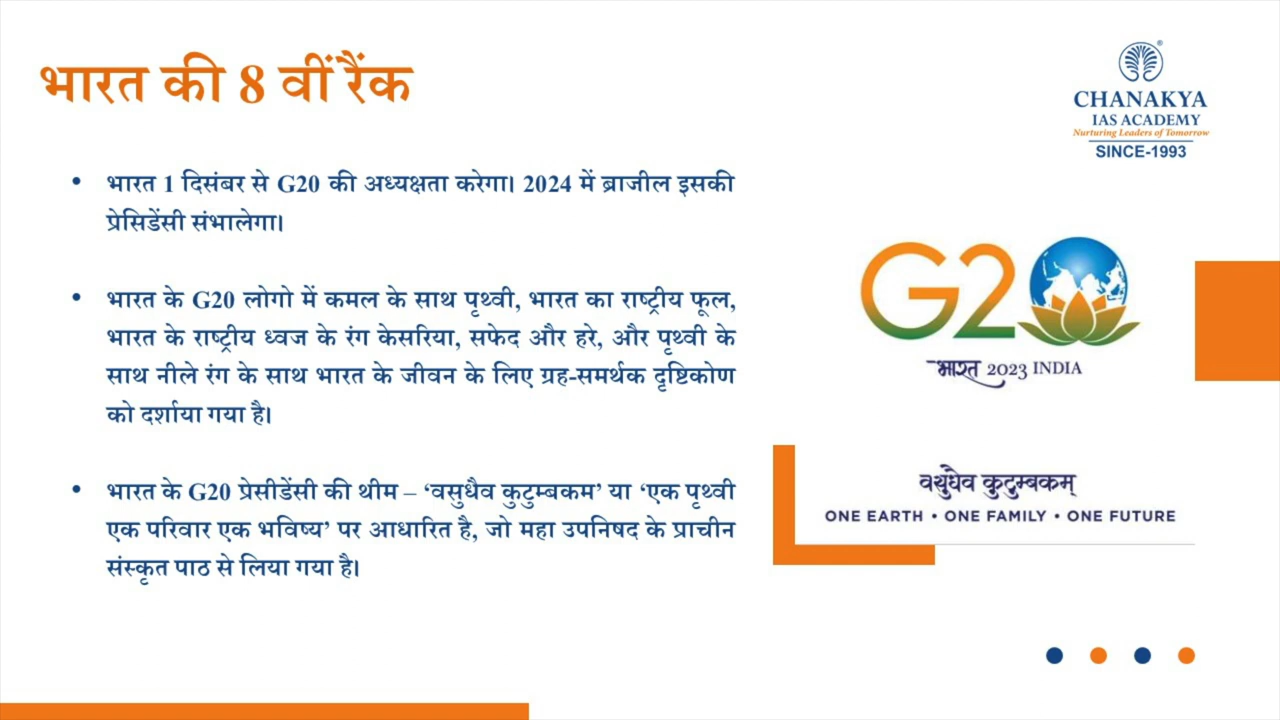 भारत की 8 वीं रैंक
CHANAKYA
IAS ACADEMY
Nurturing Leaders of Tomorrow
SINCE-1993
• भारत 1 दिसंबर से G20 की अध्यक्षता करेगा। 2024 में ब्राजील इसकी
प्रेसिडेंसी संभालेगा।
• भारत के G20 लोगो में कमल के साथ पृथ्वी, भारत का राष्ट्रीय फूल,
भारत के राष्ट्रीय ध्वज के रंग केसरिया, सफेद और हरे, और पृथ्वी के
साथ नीले रंग के साथ भारत के जीवन के लिए ग्रह-समर्थक दृष्टिकोण
को दर्शाया गया है।
• भारत के G20 प्रेसीडेंसी की थीम – ‘वसुधैव कुटुम्बकम’ या ‘एक पृथ्वी
एक परिवार एक भविष्य’ पर आधारित है, जो महा उपनिषद के प्राचीन
संस्कृत पाठ से लिया गया है।
G20
भारत 2023 INDIA
वसुधैव कुटुम्बकम्
ONE EARTH • ONE FAMILY • ONE FUTURE